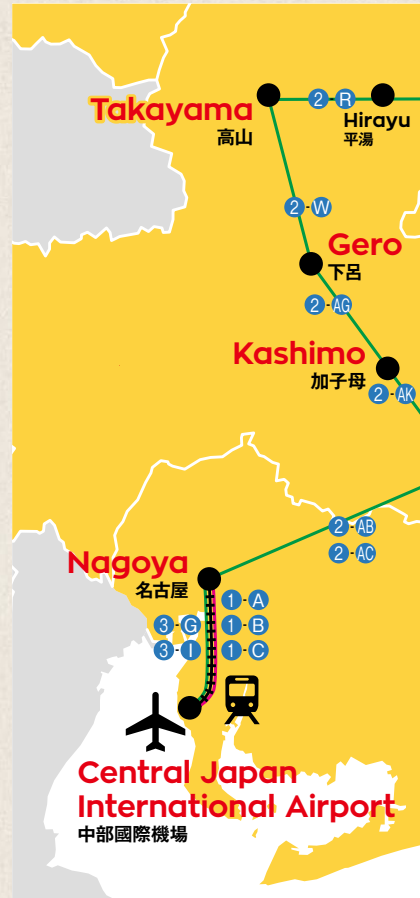 2-R
Takayama
高山
Hirayu
平湯
2-W
Gero
下呂
2-AG
Kashimo
加子母
2-AK
2-AB
2-AC
Nagoya
名古屋
1-A
3-G
1-B
3-I
1-C
Central Japan
International Airport
中部國際機場